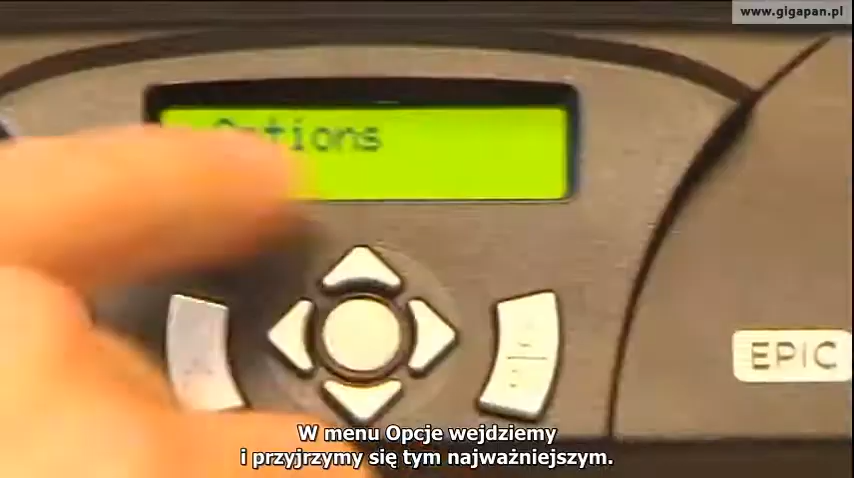 www.gigapan.pl
Options
EPIC
W menu Opcje wejdziemy
i przyjrzymy się tym najważniejszym.